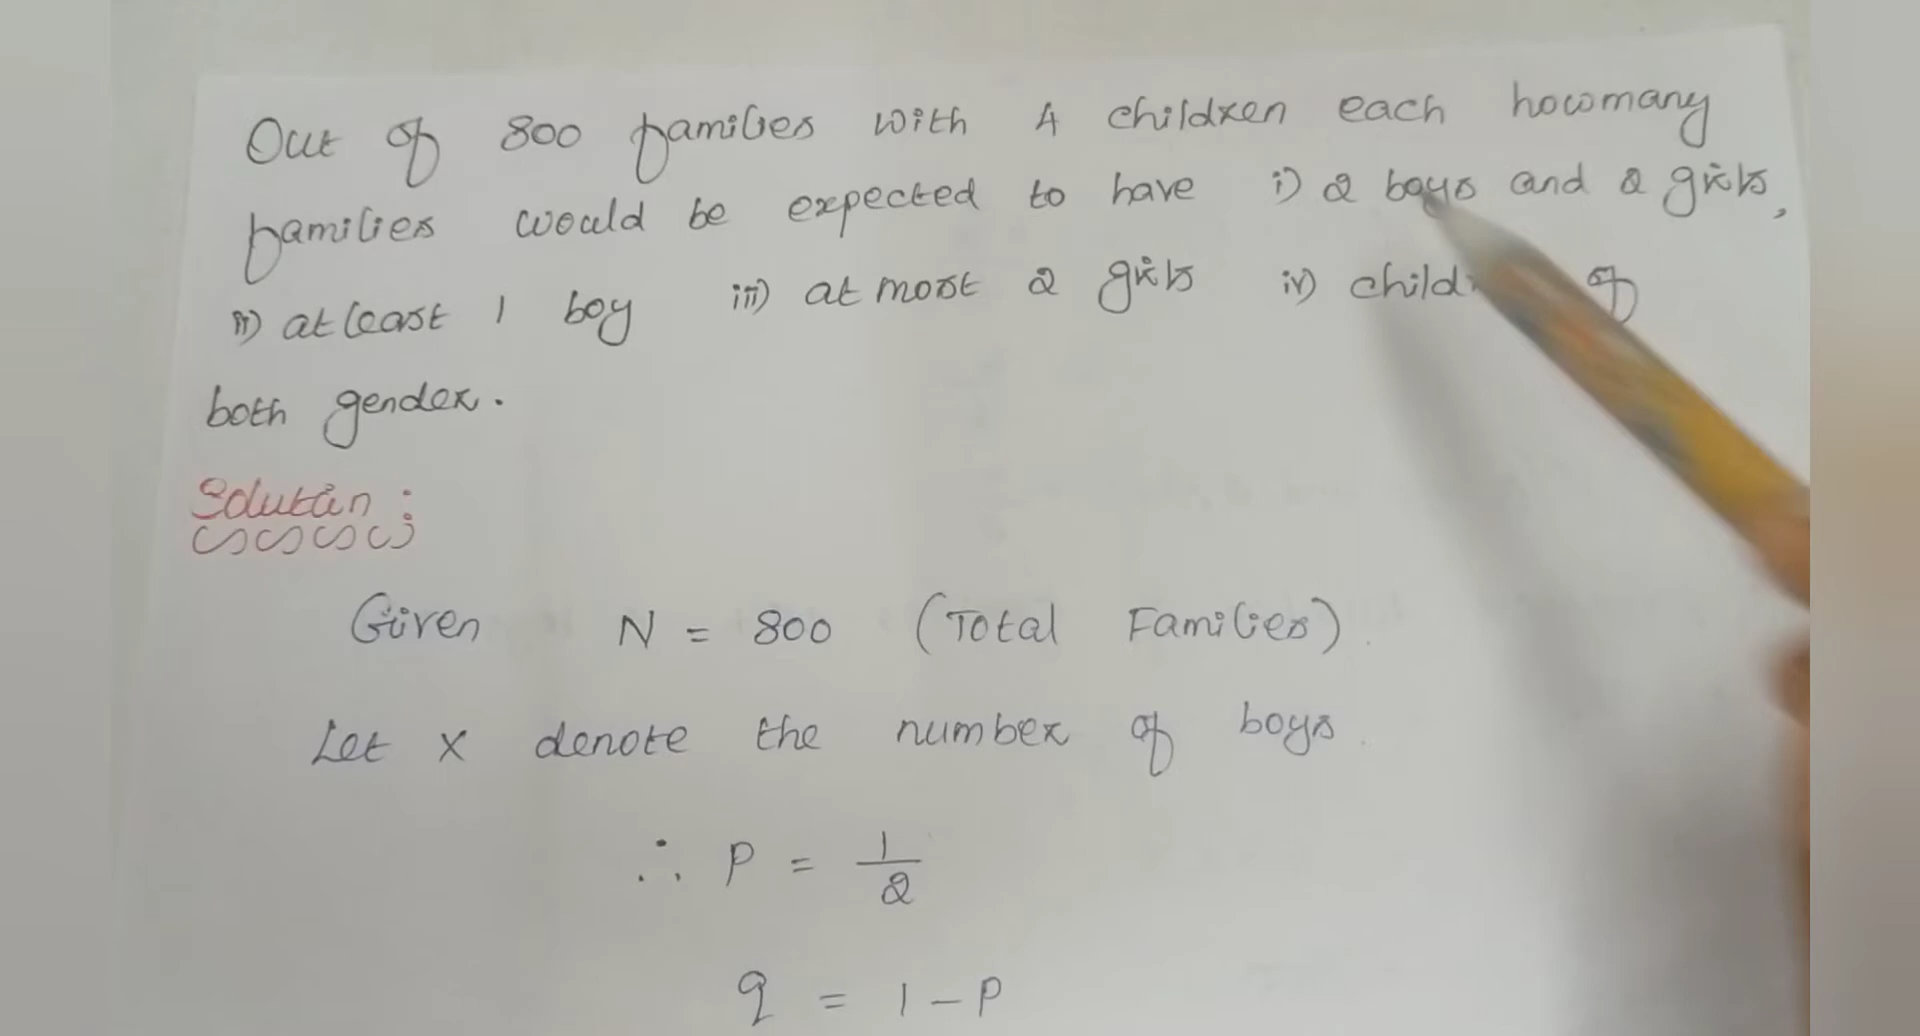 Out of 800 families with 4 children each howmany
families would be expected to have i) 2 boys and 2 girls,
ii) atleast 1 boy iii) at most 2 girls iv) child of
both gender.
Solution :
Given N = 800 (Total Families)
Let x denote the number of boys.
∴ P = 1/2
q = 1 - P